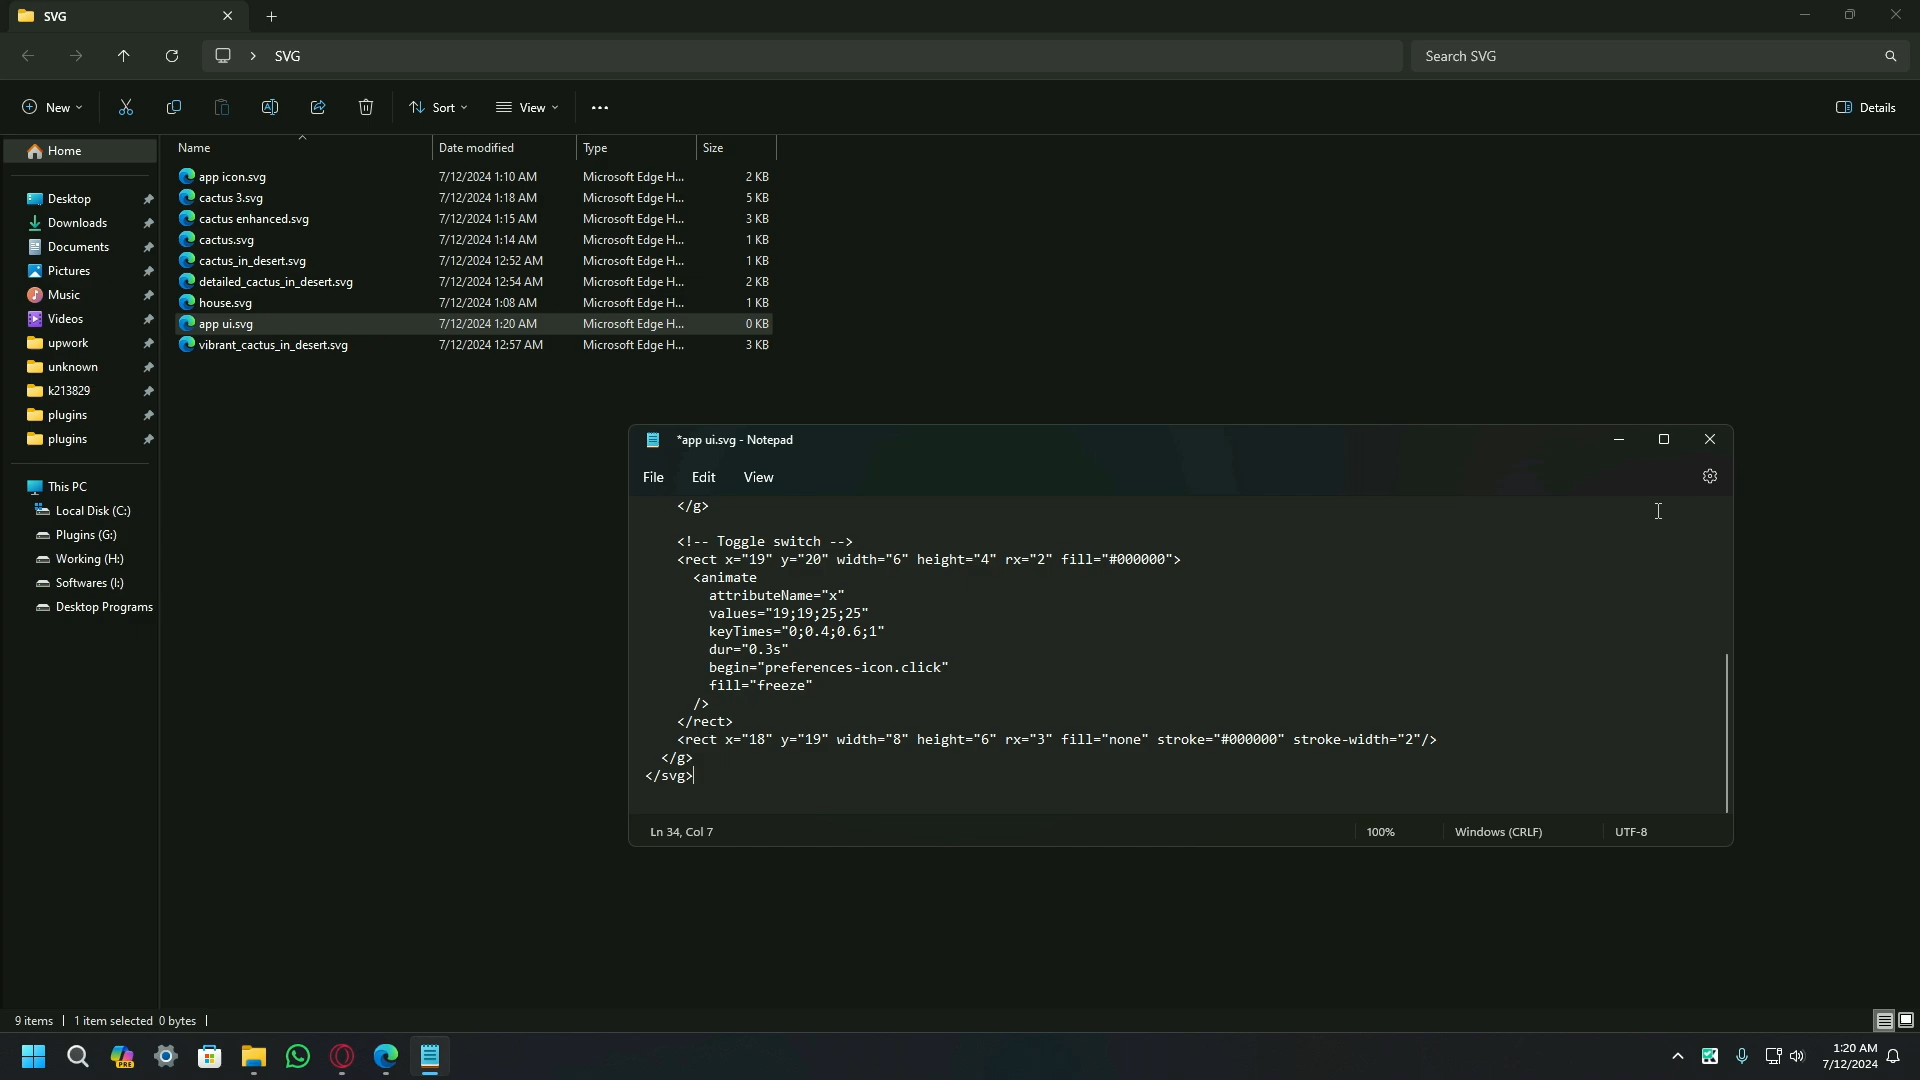 SVG
SVG
Search SVG
New
Sort
View
Details
Home
Desktop
Downloads
Documents
Pictures
Music
Videos
upwork
unknown
k213829
plugins
plugins
This PC
Local Disk (C:)
Plugins (G:)
Working (H:)
Softwares (I:)
Desktop Programs
Name Date modified Type Size
app icon.svg 7/12/2024 1:10 AM Microsoft Edge H... 2 KB
cactus 3.svg 7/12/2024 1:18 AM Microsoft Edge H... 5 KB
cactus enhanced.svg 7/12/2024 1:15 AM Microsoft Edge H... 3 KB
cactus.svg 7/12/2024 1:14 AM Microsoft Edge H... 1 KB
cactus_in_desert.svg 7/12/2024 12:52 AM Microsoft Edge H... 1 KB
detailed_cactus_in_desert.svg 7/12/2024 12:54 AM Microsoft Edge H... 2 KB
house.svg 7/12/2024 1:08 AM Microsoft Edge H... 1 KB
app ui.svg 7/12/2024 1:20 AM Microsoft Edge H... 0 KB
vibrant_cactus_in_desert.svg 7/12/2024 12:57 AM Microsoft Edge H... 3 KB
*app ui.svg - Notepad
File Edit View
</g>
<!-- Toggle switch -->
<rect x="19" y="20" width="6" height="4" rx="2" fill="#000000">
<animate
attributeName="x"
values="19;19;25;25"
keyTimes="0;0.4;0.6;1"
dur="0.3s"
begin="preferences-icon.click"
fill="freeze"
/>
</rect>
<rect x="18" y="19" width="8" height="6" rx="3" fill="none" stroke="#000000" stroke-width="2"/>
</g>
</svg>
Ln 34, Col 7 100% Windows (CRLF) UTF-8
9 items 1 item selected 0 bytes
PRE
1:20 AM
7/12/2024